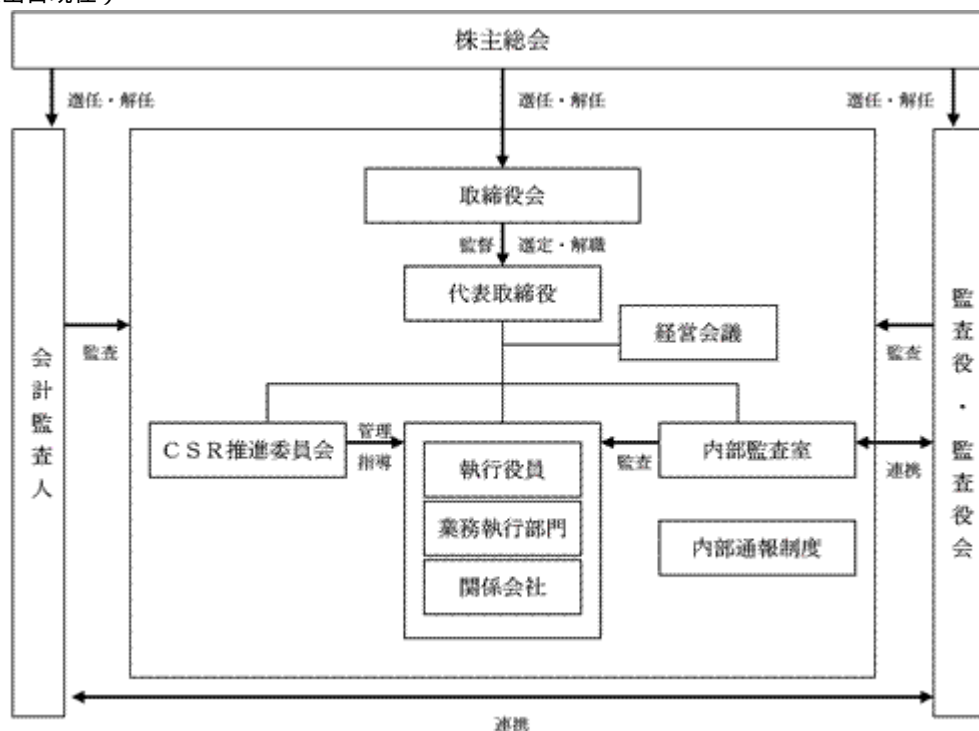 株主総会
選任・解任 選任・解任 選任・解任
取締役会
監督 選定・解職
代表取締役
経営会議
監査 監査
会計監査人
監査役・監査役会
CSR推進委員会
管理
指導
執行役員
業務執行部門
関係会社
監査
内部監査室
連携
内部通報制度
連携